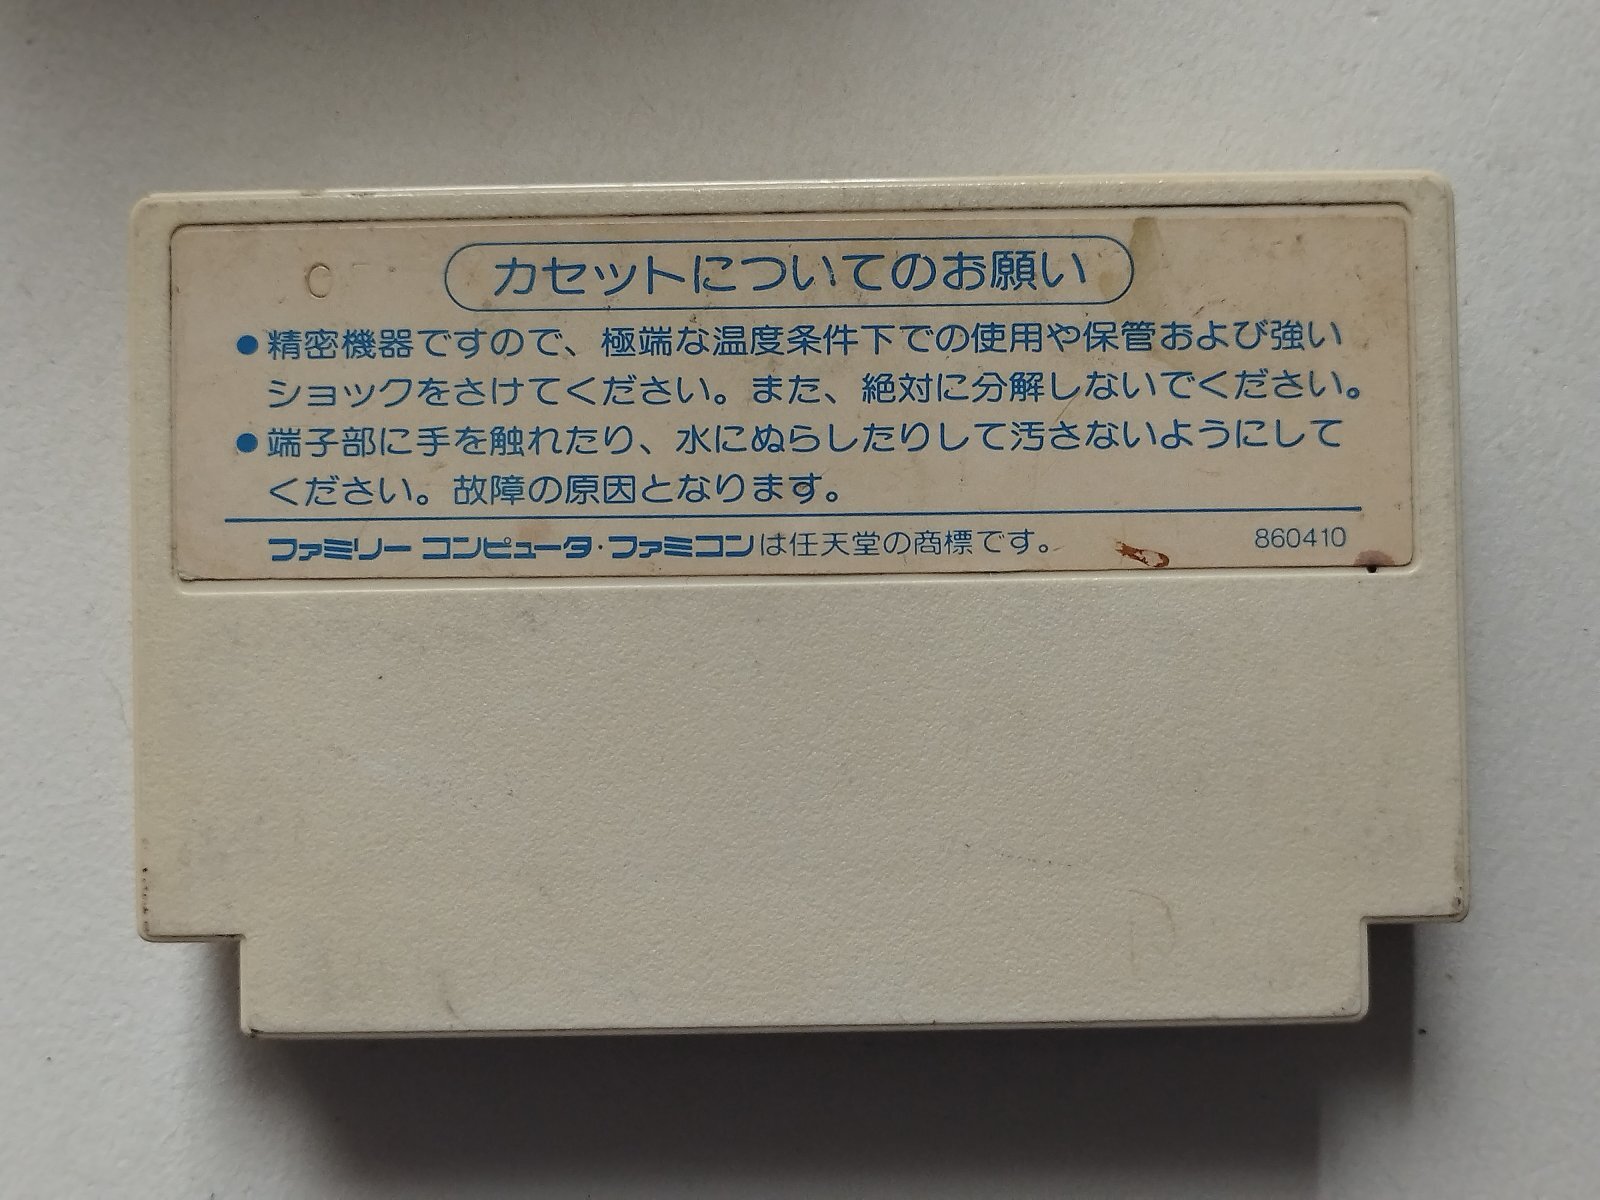 カセットについてのお願い
●精密機器ですので、極端な温度条件下での使用や保管および強い
ショックをさけてください。また、絶対に分解しないでください。
●端子部に手を触れたり、水にぬらしたりして汚さないようにして
ください。故障の原因となります。
ファミリー コンピュータ・ファミコンは任天堂の商標です。 860410